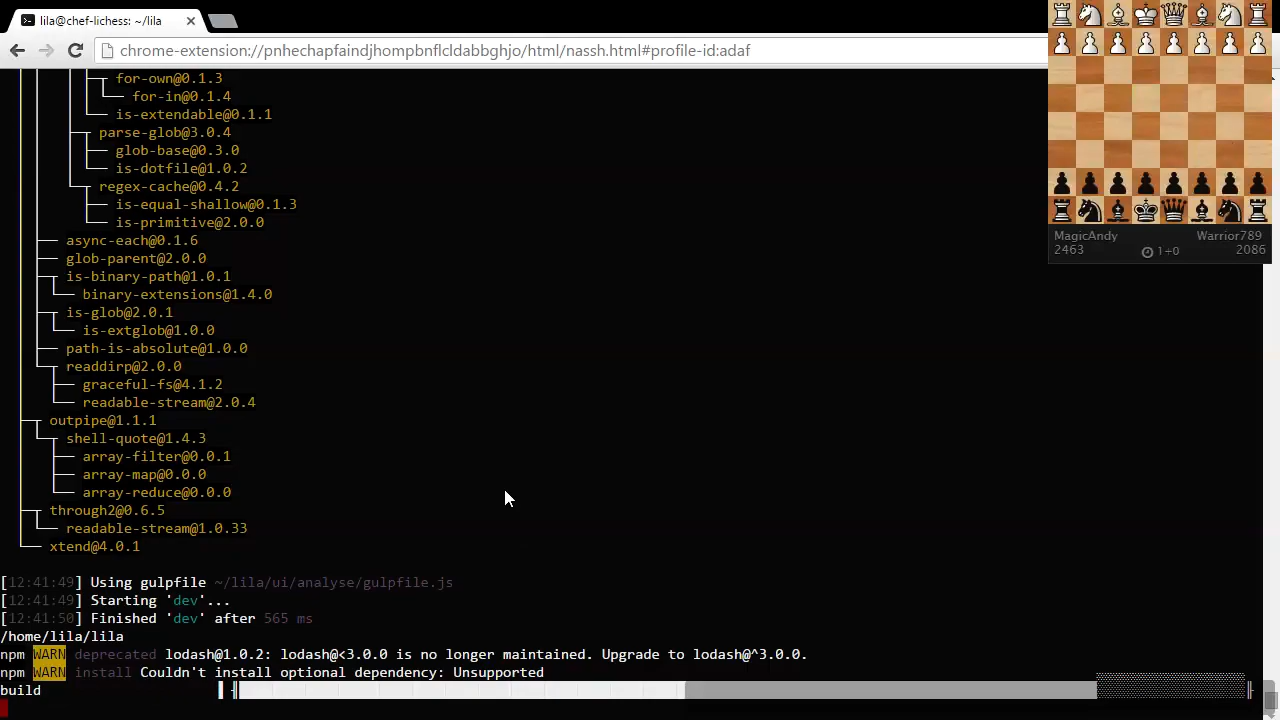 lila@chef-lichess: ~/lila
chrome-extension://pnhechapfaindjhompbnflcldabbghjo/html/nassh.html#profile-id:adaf
for-own@0.1.3
for-in@0.1.4
is-extendable@0.1.1
parse-glob@3.0.4
glob-base@0.3.0
is-dotfile@1.0.2
regex-cache@0.4.2
is-equal-shallow@0.1.3
is-primitive@2.0.0
async-each@0.1.6
glob-parent@2.0.0
is-binary-path@1.0.1
binary-extensions@1.4.0
is-glob@2.0.1
is-extglob@1.0.0
path-is-absolute@1.0.0
readdirp@2.0.0
graceful-fs@4.1.2
readable-stream@2.0.4
outpipe@1.1.1
shell-quote@1.4.3
array-filter@0.0.1
array-map@0.0.0
array-reduce@0.0.0
through2@0.6.5
readable-stream@1.0.33
xtend@4.0.1
[12:41:49] Using gulpfile ~/lila/ui/analyse/gulpfile.js
[12:41:49] Starting 'dev'...
[12:41:50] Finished 'dev' after 565 ms
/home/lila/lila
npm WARN deprecated lodash@1.0.2: lodash@<3.0.0 is no longer maintained. Upgrade to lodash@^3.0.0.
npm WARN install Couldn't install optional dependency: Unsupported
build
MagicAndy Warrior789
2463 1+0 2086